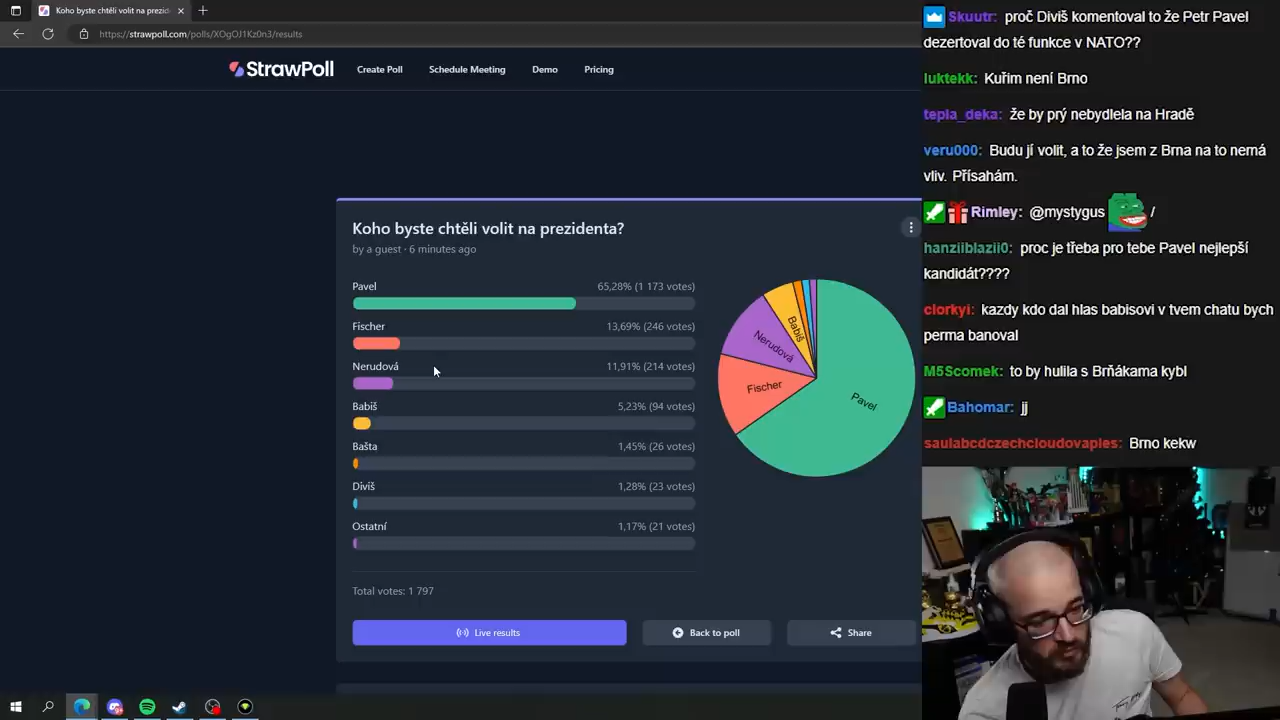 Koho byste chtěli volit na prezid
https://strawpoll.com/polls/XOgOJ1Kz0n3/results
StrawPoll
Create Poll
Schedule Meeting
Demo
Pricing
Koho byste chtěli volit na prezidenta?
by a guest · 6 minutes ago
Pavel 65,28% (1 173 votes)
Fischer 13,69% (246 votes)
Nerudová 11,91% (214 votes)
Babiš 5,23% (94 votes)
Bašta 1,45% (26 votes)
Diviš 1,28% (23 votes)
Ostatní 1,17% (21 votes)
Total votes: 1 797
Live results
Back to poll
Share
Babiš
Nerudová
Fischer
Pavel
Skuutr: proč Diviš komentoval to že Petr Pavel
dezertoval do té funkce v NATO??
luktekk: Kuřim není Brno
tepla_deka: že by prý nebydlela na Hradě
veru000: Budu jí volit, a to že jsem z Brna na to nemá
vliv. Přísahám.
Rimley: @mystygus /
hanziiblazii0: proc je třeba pro tebe Pavel nejlepší
kandidát????
clorkyi: kazdy kdo dal hlas babisovi v tvem chatu bych
perma banoval
M5Scomek: to by hulila s Brňákama kybl
Bahomar: jj
saulabcdczechcloudovaples: Brno kekw